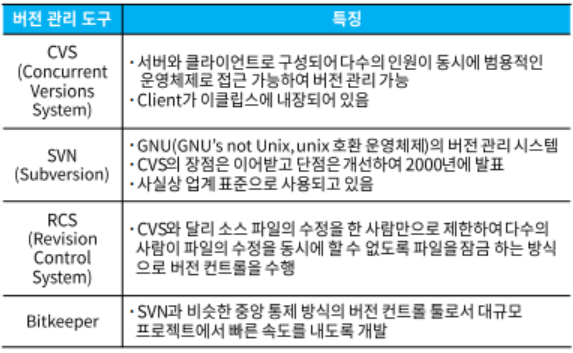 버전 관리 도구
특징
CVS
(Concurrent
Versions
System)
· 서버와 클라이언트로 구성되어 다수의 인원이 동시에 범용적인
운영체제로 접근 가능하여 버전 관리 가능
· Client가 이클립스에 내장되어 있음
SVN
(Subversion)
· GNU(GNU's not Unix, unix 호환 운영체제)의 버전 관리 시스템
· CVS의 장점은 이어받고 단점은 개선하여 2000년에 발표
· 사실상 업계 표준으로 사용되고 있음
RCS
(Revision
Control
System)
· CVS와 달리 소스 파일의 수정을 한 사람만으로 제한하여 다수의
사람이 파일의 수정을 동시에 할 수 없도록 파일을 잠금 하는 방식
으로 버전 컨트롤을 수행
Bitkeeper
· SVN과 비슷한 중앙 통제 방식의 버전 컨트롤 툴로서 대규모
프로젝트에서 빠른 속도를 내도록 개발